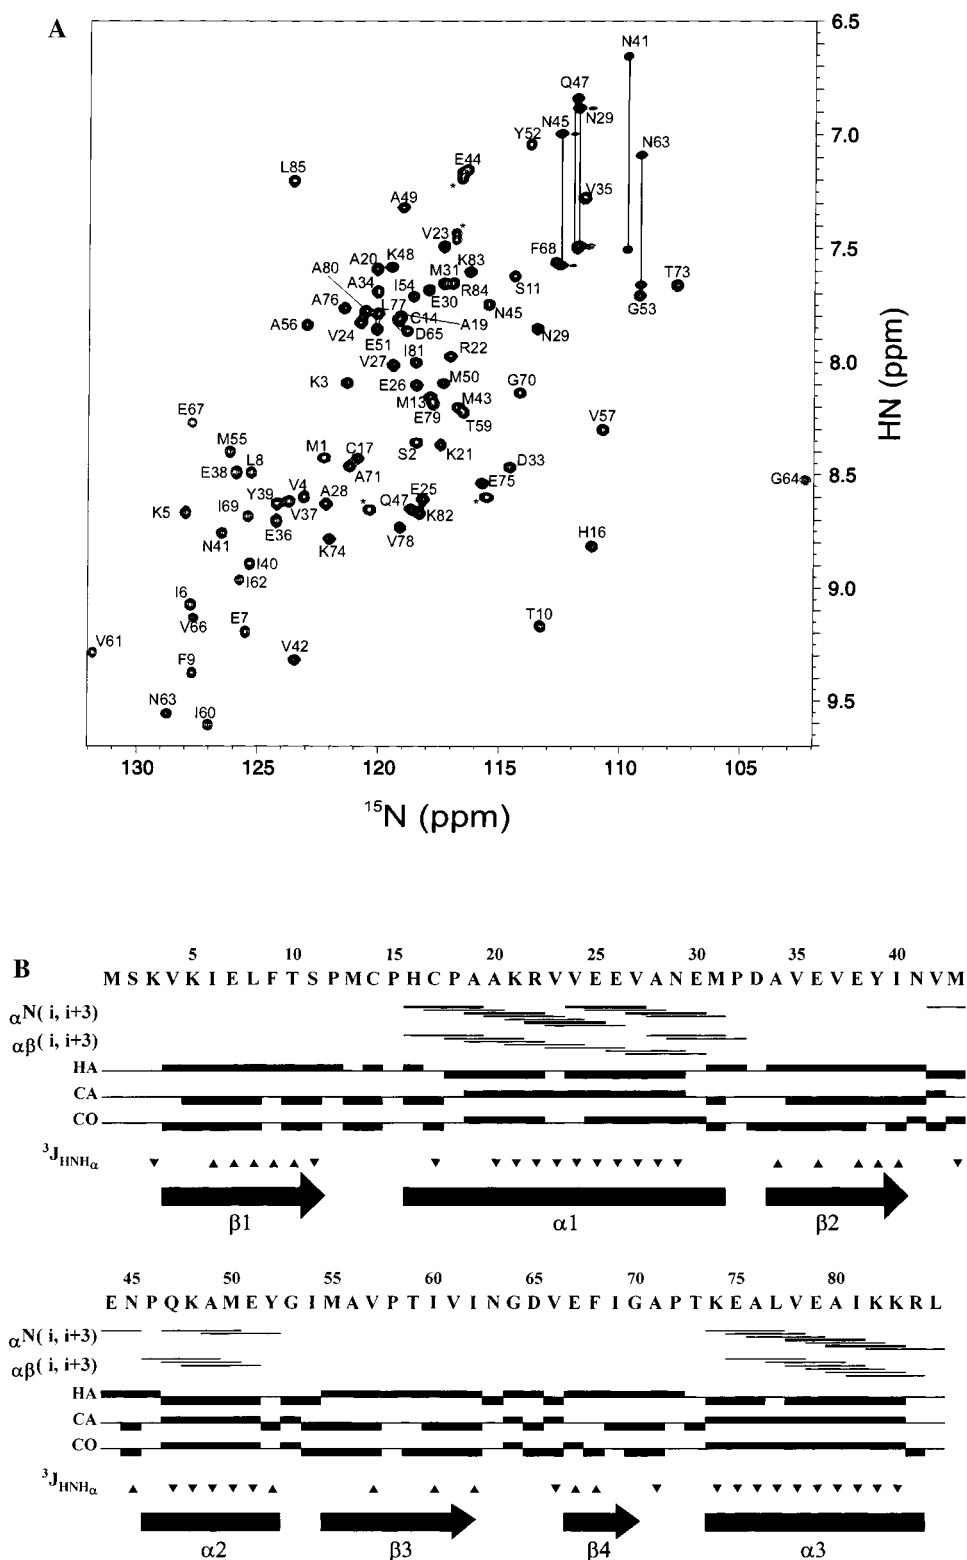 A
6.5
7.0
7.5
8.0
8.5
9.0
9.5
HN (ppm)
130 125 120 115 110 105
15N (ppm)
N41
Q47
N45 N29
Y52 N63
E44
L85
*
A49 V35
*
V23
F68
A20 K48 K83
A80 M31 T73
A34 I54 R84 S11
A76 L77 E30 G53
C14 N45
A56 A19
V24 D65 N29
E51 I81 R22
V27
K3 E26 M50 G70
M13 M43
E67 E79 T59 V57
M55 M1 C17 S2 K21 D33
E38 L8 A71 G64
V4 E25 E75
Y39 A28 * Q47 *
K5 I69 V37 K82
E36
N41 K74 V78 H16
I40
I62
I6
V66 E7 T10
V61
F9 V42
N63 I60
B
5 10 15 20 25 30 35 40
M S K V K I E L F T S P M C P H C P A A K R V V E E V A N E M P D A V E V E Y I N V M
αN( i, i+3)
αβ( i, i+3)
HA
CA
CO
3JHNHα
β1 α1 β2
45 50 55 60 65 70 75 80
E N P Q K A M E Y G I M A V P T I V I N G D V E F I G A P T K E A L V E A I K K R L
αN( i, i+3)
αβ( i, i+3)
HA
CA
CO
3JHNHα
α2 β3 β4 α3